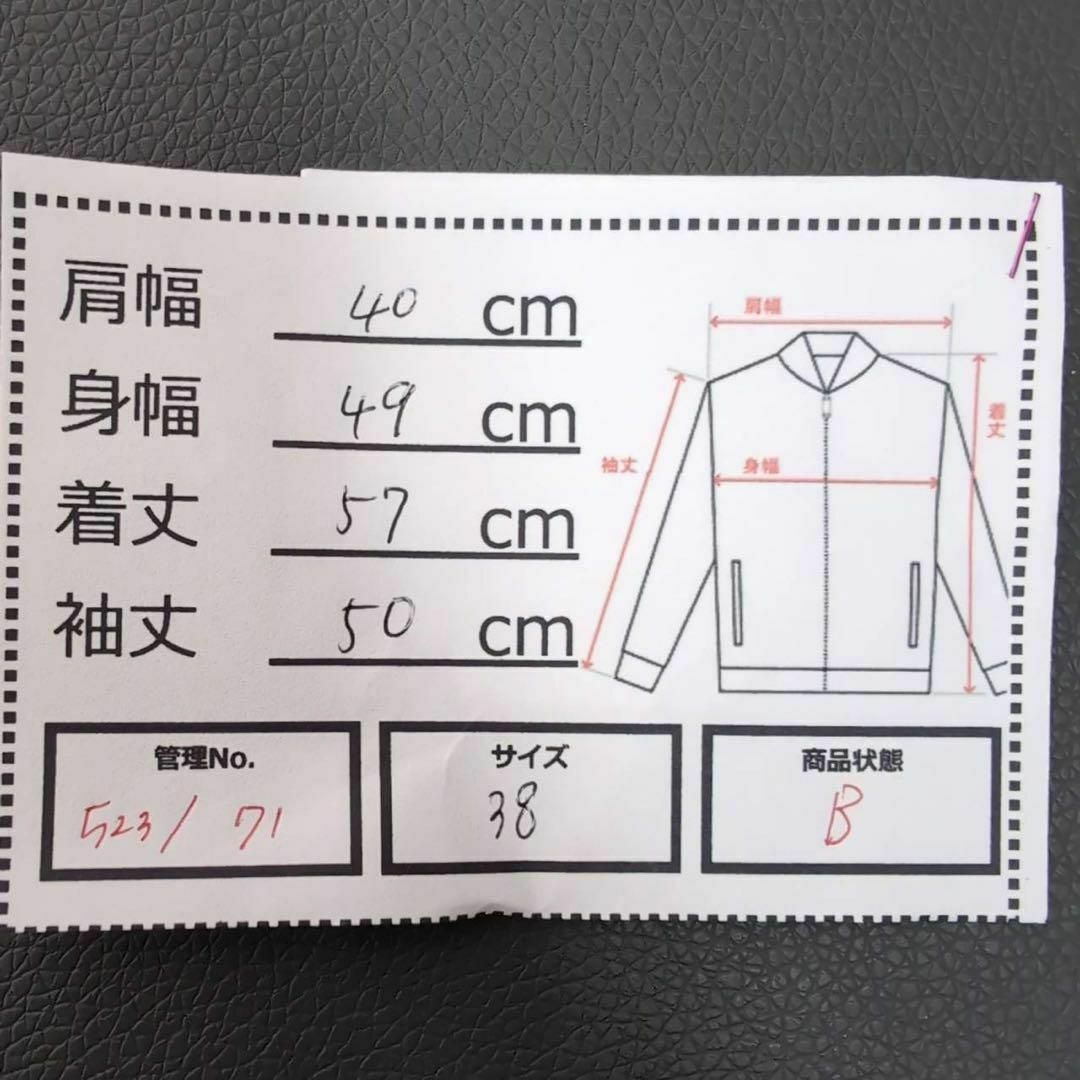 肩幅 40 cm
身幅 49 cm
着丈 57 cm
袖丈 50 cm
肩幅
袖丈
身幅
着丈
管理No.
523/ 71
サイズ
38
商品状態
B